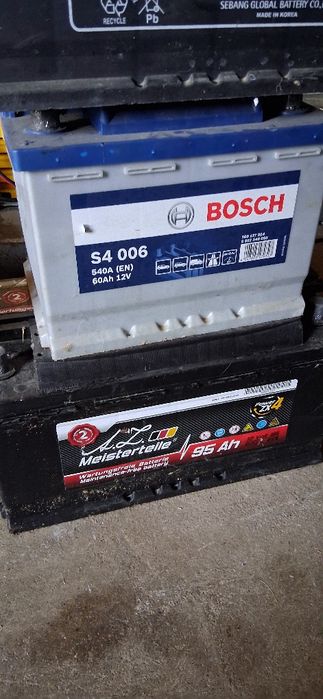 SEBANG GLOBAL BATTERY CO.,
MADE IN KOREA
RECYCLE
Pb
BOSCH
S4 006
540A (EN)
60Ah 12V
2
A.Z.
Meisterteile
95 Ah
Wartungsfreie Batterie
Maintenance-free battery